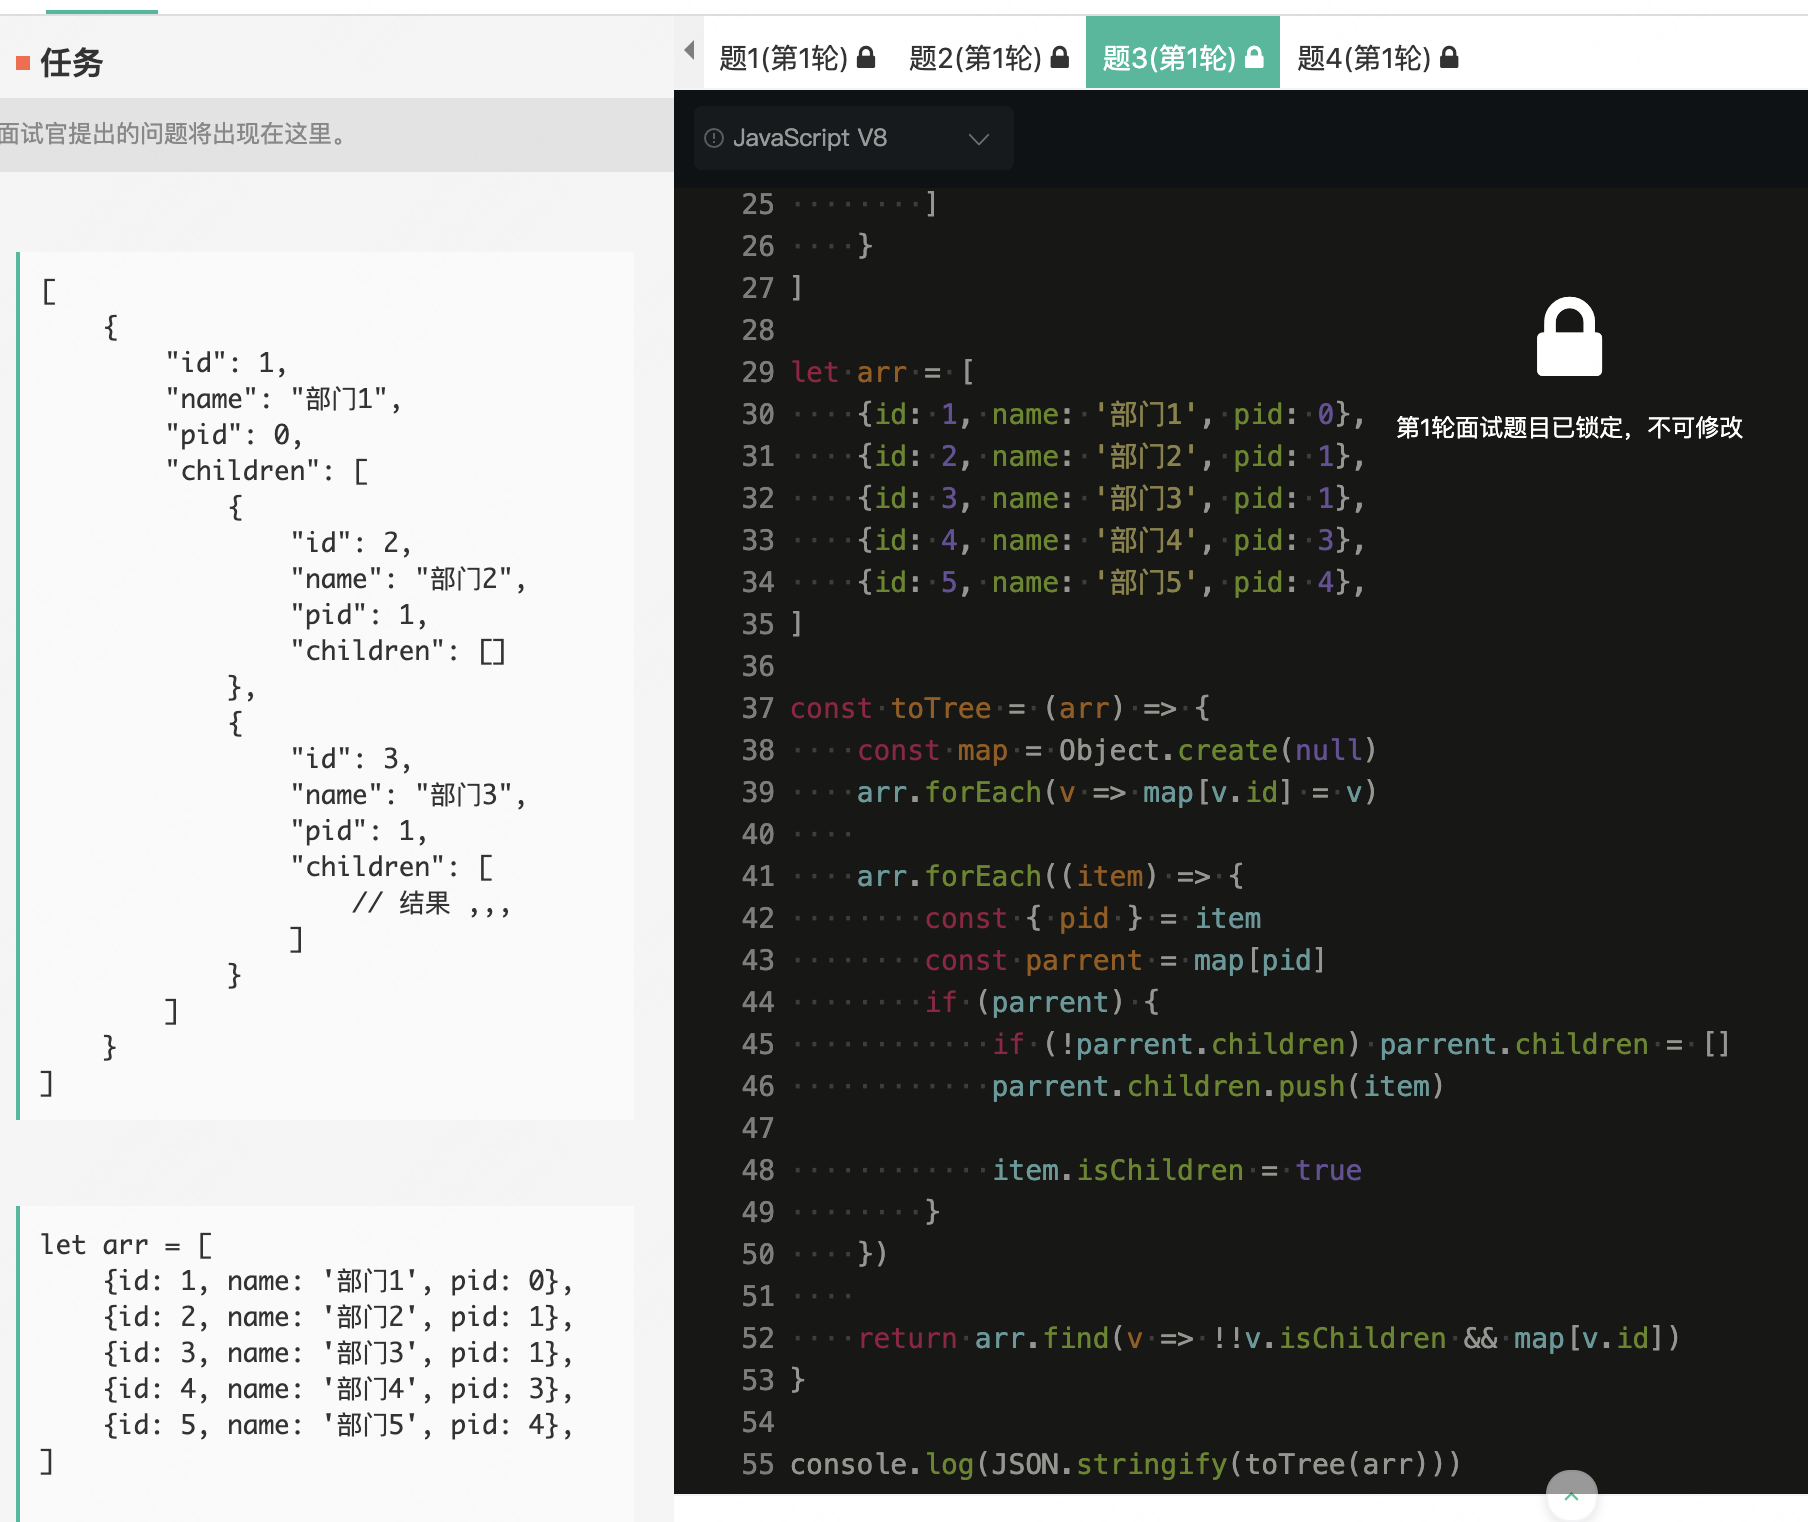 任务
面试官提出的问题将出现在这里。
[
    {
        "id": 1,
        "name": "部门1",
        "pid": 0,
        "children": [
            {
                "id": 2,
                "name": "部门2",
                "pid": 1,
                "children": []
            },
            {
                "id": 3,
                "name": "部门3",
                "pid": 1,
                "children": [
                    // 结果 ,,,
                ]
            }
        ]
    }
]
let arr = [
    {id: 1, name: '部门1', pid: 0},
    {id: 2, name: '部门2', pid: 1},
    {id: 3, name: '部门3', pid: 1},
    {id: 4, name: '部门4', pid: 3},
    {id: 5, name: '部门5', pid: 4},
]
题1(第1轮) 题2(第1轮) 题3(第1轮) 题4(第1轮)
JavaScript V8
25         ]
26     }
27 ]
28
29 let arr = [
30     {id: 1, name: '部门1', pid: 0},
31     {id: 2, name: '部门2', pid: 1},
32     {id: 3, name: '部门3', pid: 1},
33     {id: 4, name: '部门4', pid: 3},
34     {id: 5, name: '部门5', pid: 4},
35 ]
36
37 const toTree = (arr) => {
38     const map = Object.create(null)
39     arr.forEach(v => map[v.id] = v)
40
41     arr.forEach((item) => {
42         const { pid } = item
43         const parrent = map[pid]
44         if (parrent) {
45             if (!parrent.children) parrent.children = []
46             parrent.children.push(item)
47
48             item.isChildren = true
49         }
50     })
51
52     return arr.find(v => !!v.isChildren && map[v.id])
53 }
54
55 console.log(JSON.stringify(toTree(arr)))
第1轮面试题目已锁定，不可修改